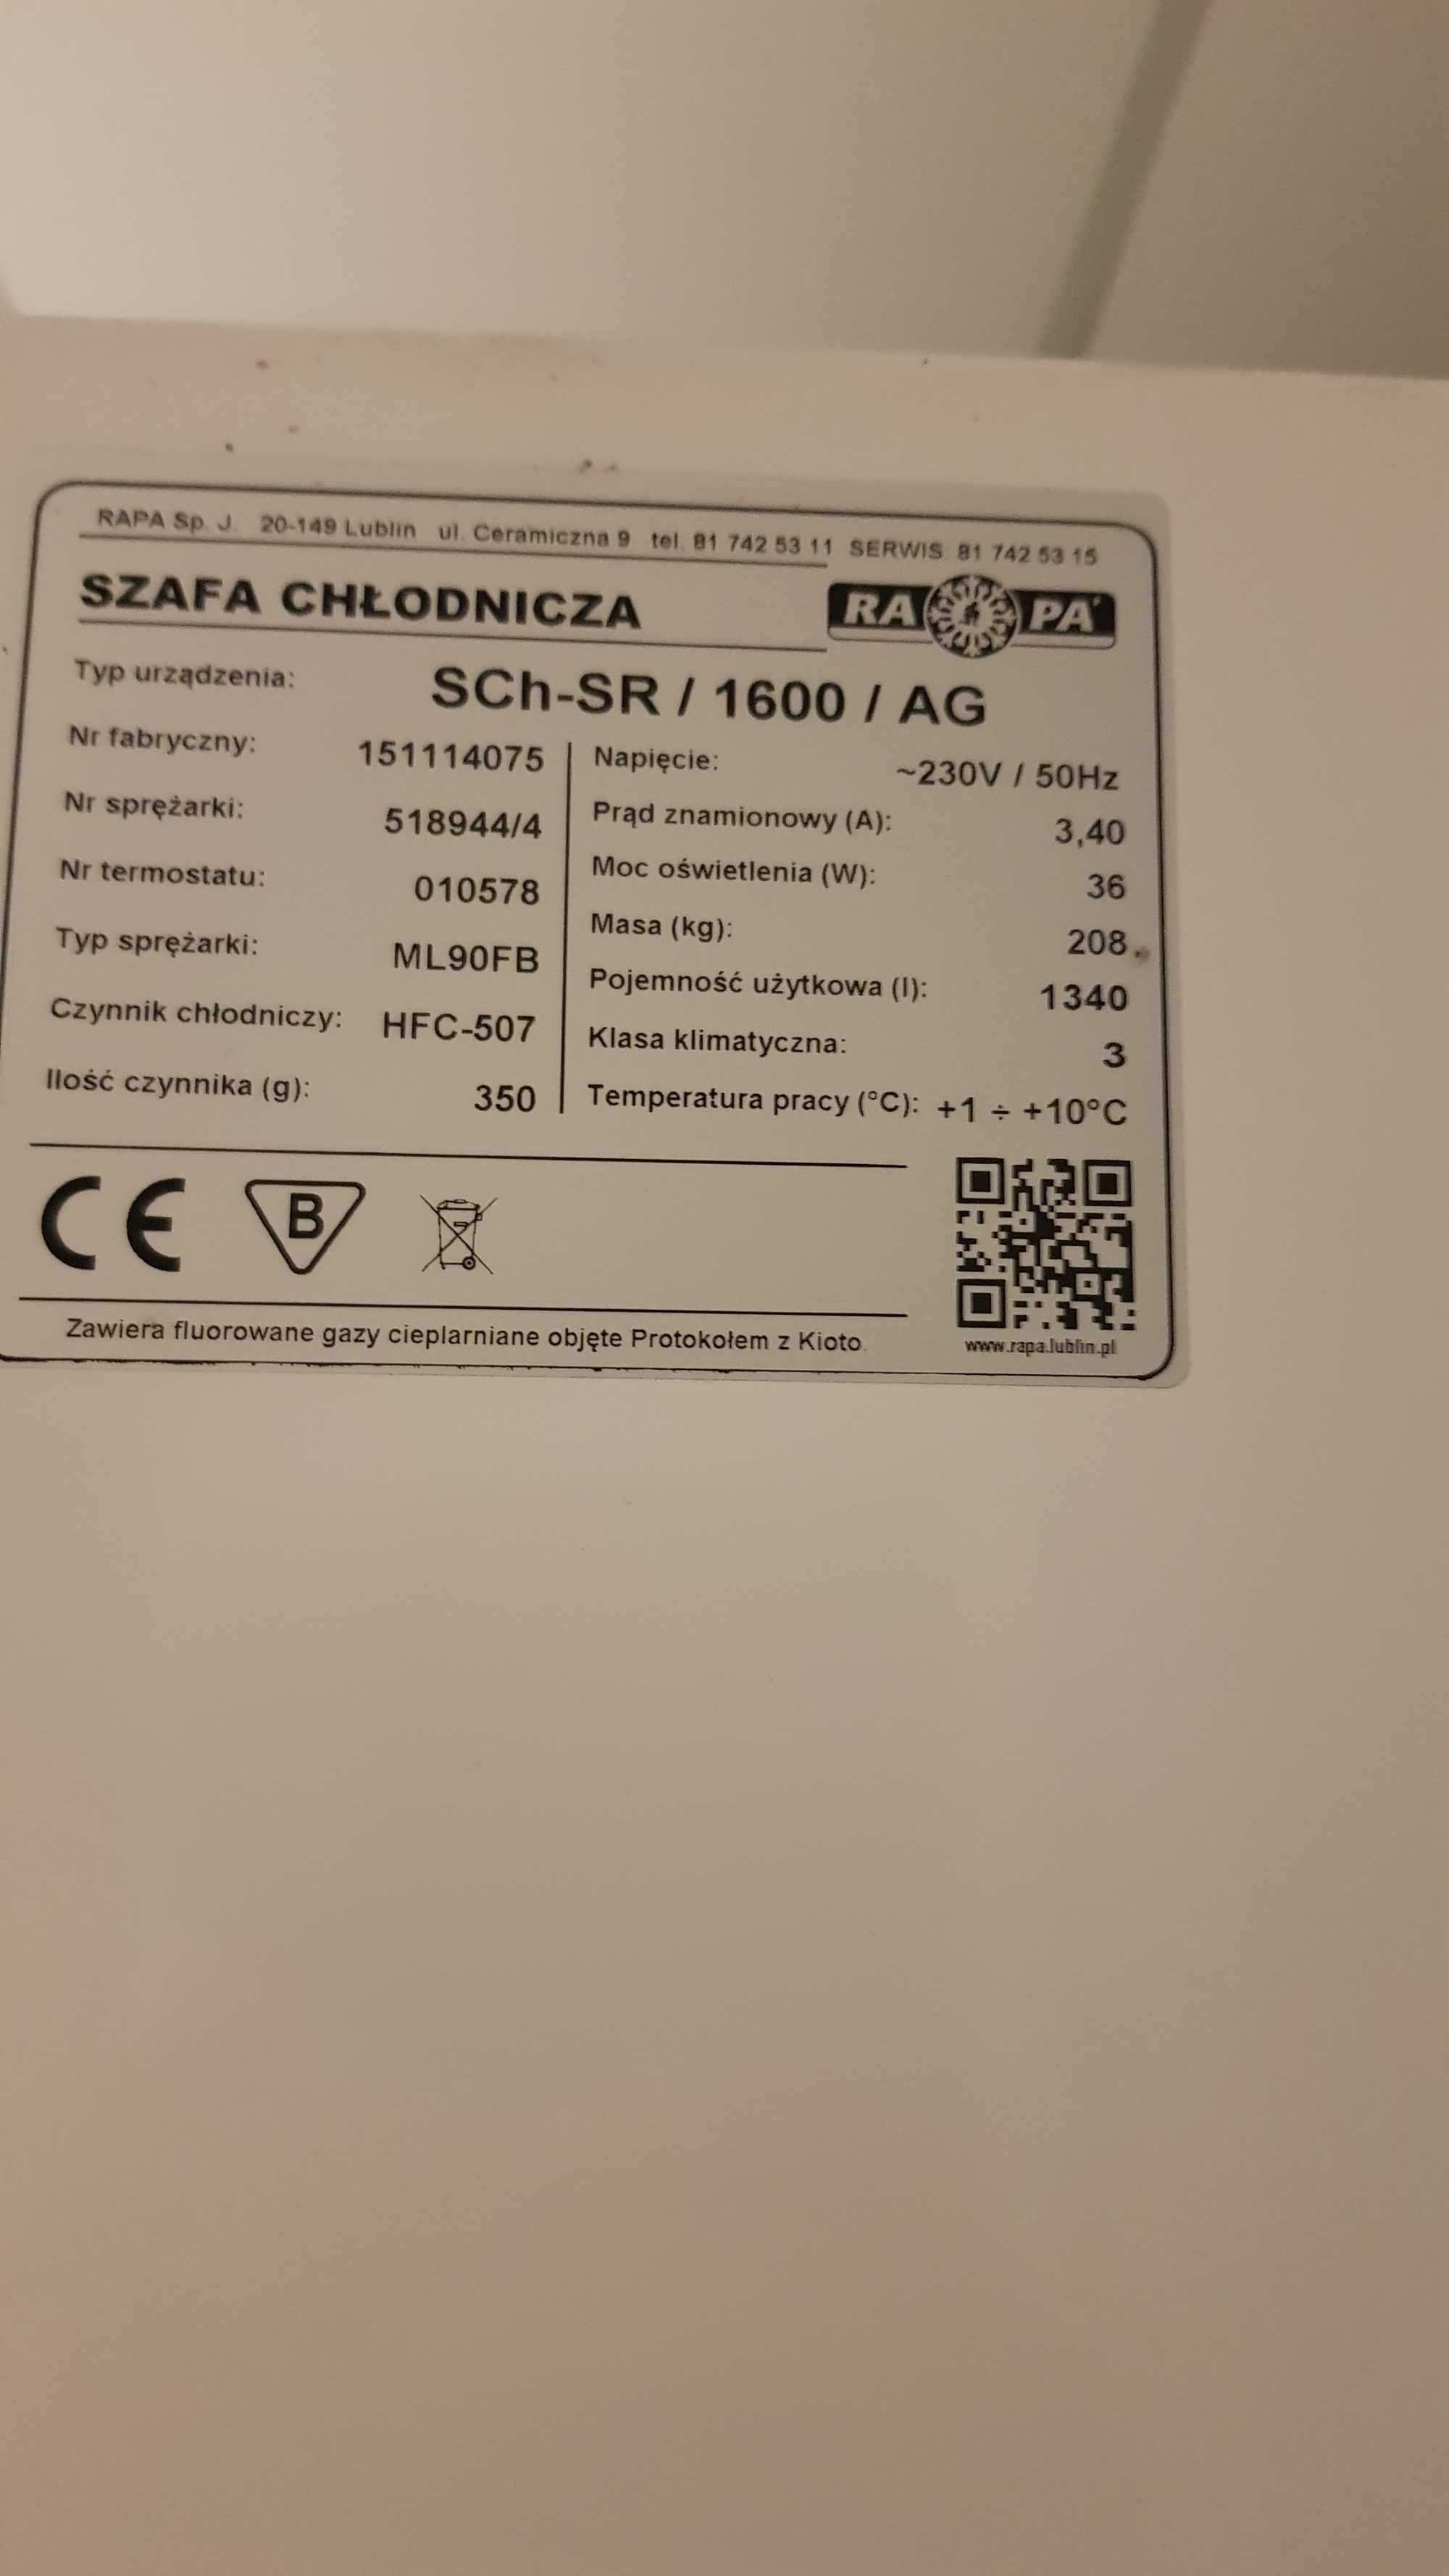 RAPA Sp. J. 20-149 Lublin ul. Ceramiczna 9 tel. 81 742 53 11 SERWIS: 81 742 53 15
SZAFA CHŁODNICZA
RAPA
Typ urządzenia: SCh-SR / 1600 / AG
Nr fabryczny: 151114075
Nr sprężarki: 518944/4
Nr termostatu: 010578
Typ sprężarki: ML90FB
Czynnik chłodniczy: HFC-507
Ilość czynnika (g): 350
Napięcie: ~230V / 50Hz
Prąd znamionowy (A): 3,40
Moc oświetlenia (W): 36
Masa (kg): 208
Pojemność użytkowa (l): 1340
Klasa klimatyczna: 3
Temperatura pracy (°C): +1 ÷ +10°C
CE B
Zawiera fluorowane gazy cieplarniane objęte Protokołem z Kioto.
www.rapa.lublin.pl